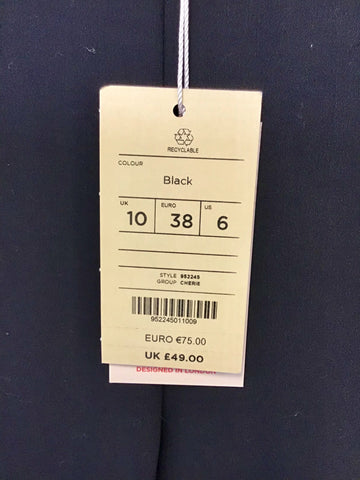 RECYCLABLE
COLOUR
Black
UK EURO US
10 38 6
STYLE 952245
GROUP CHERIE
952245011009
EURO €75.00
UK £49.00
DESIGNED IN LONDON